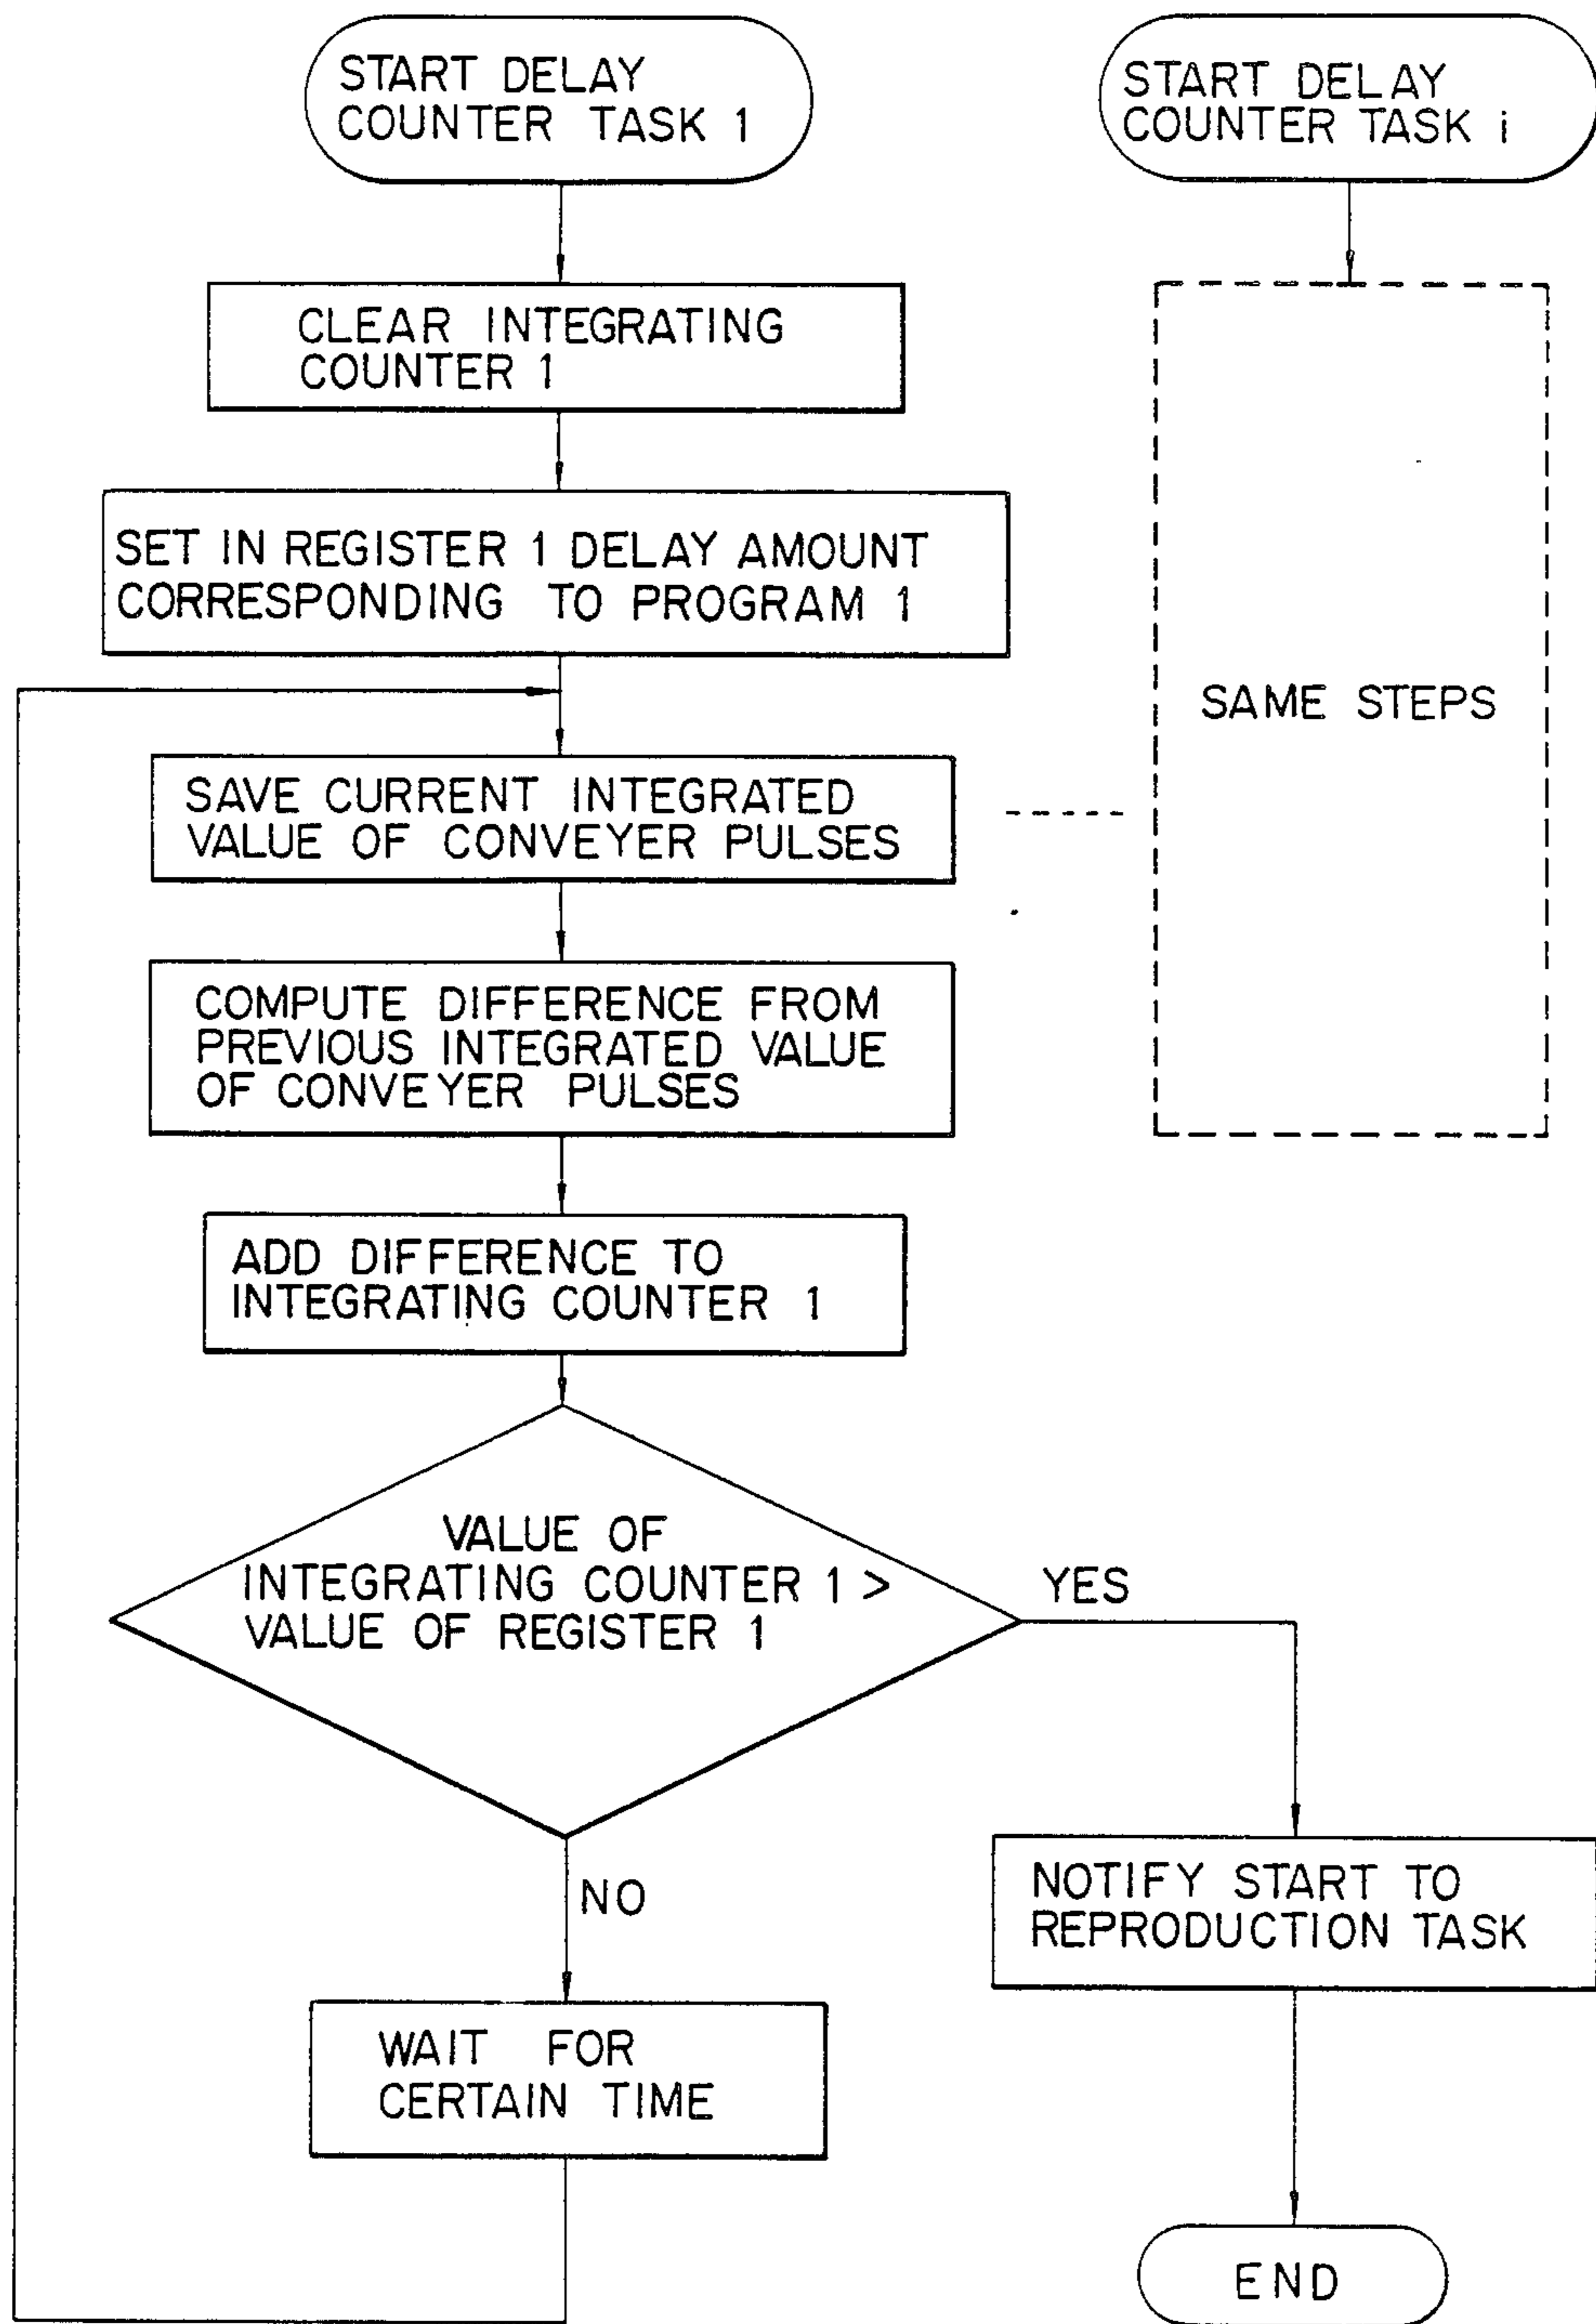 START DELAY
COUNTER TASK 1
START DELAY
COUNTER TASK i
CLEAR INTEGRATING
COUNTER 1
SET IN REGISTER 1 DELAY AMOUNT
CORRESPONDING TO PROGRAM 1
SAME STEPS
SAVE CURRENT INTEGRATED
VALUE OF CONVEYER PULSES
COMPUTE DIFFERENCE FROM
PREVIOUS INTEGRATED VALUE
OF CONVEYER PULSES
ADD DIFFERENCE TO
INTEGRATING COUNTER 1
VALUE OF
INTEGRATING COUNTER 1 >
VALUE OF REGISTER 1
YES
NO
NOTIFY START TO
REPRODUCTION TASK
WAIT FOR
CERTAIN TIME
END